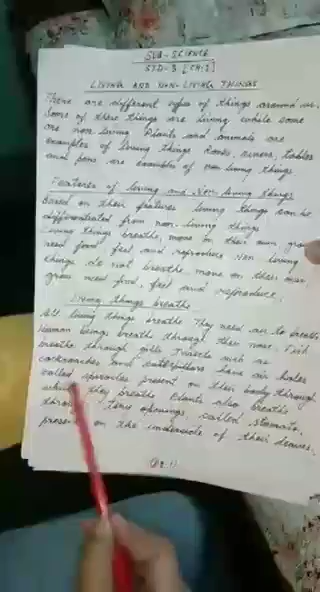 SUB-SCIENCE
STD-3 [CH:1]
LIVING AND NON-LIVING THINGS
There are different types of things around us.
Some of these things are living while some
are non living. Plants and animals are
examples of living things. Rocks, rivers, tables
and pens are examples of non living things.
Features of living and Non living things
Based on their features living things can be
differentiated from non-living things
Living things breathe, move on their own grow
need food, feel and reproduce. Non living
things do not breathe, move on their own
grow need food, feel and reproduce.
Living things breathe
All living things breathe They need air to breathe
Human beings breathe through their nose. Fish
breathe through gills Insects such as
cockroaches and caterpillars have air holes
called spiracles present on their body through
which they breathe Plants also breathe
through tiny openings called stomata,
present on the underside of their leaves.